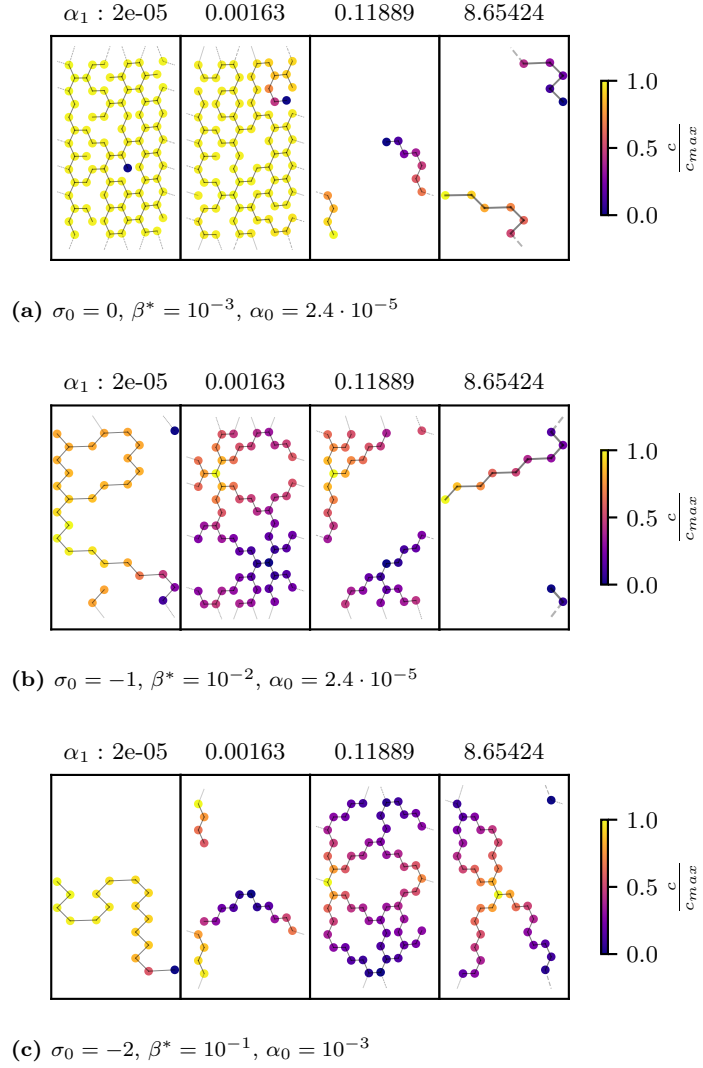 α₁ : 2e-05 0.00163 0.11889 8.65424
1.0
0.5
0.0
c
c_max
(a) σ₀ = 0, β* = 10⁻³, α₀ = 2.4 · 10⁻⁵
α₁ : 2e-05 0.00163 0.11889 8.65424
1.0
0.5
0.0
c
c_max
(b) σ₀ = −1, β* = 10⁻², α₀ = 2.4 · 10⁻⁵
α₁ : 2e-05 0.00163 0.11889 8.65424
1.0
0.5
0.0
c
c_max
(c) σ₀ = −2, β* = 10⁻¹, α₀ = 10⁻³